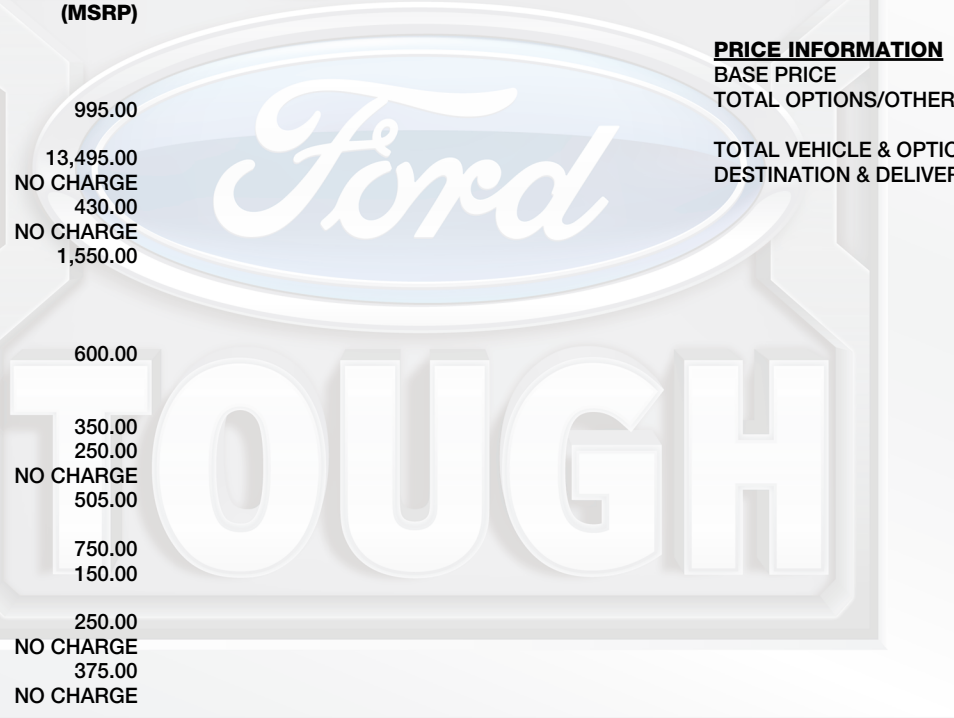 (MSRP)
995.00
13,495.00
NO CHARGE
430.00
NO CHARGE
1,550.00
600.00
350.00
250.00
NO CHARGE
505.00
750.00
150.00
250.00
NO CHARGE
375.00
NO CHARGE
PRICE INFORMATION
BASE PRICE
TOTAL OPTIONS/OTHER
TOTAL VEHICLE & OPTIO
DESTINATION & DELIVER
Ford
TOUGH